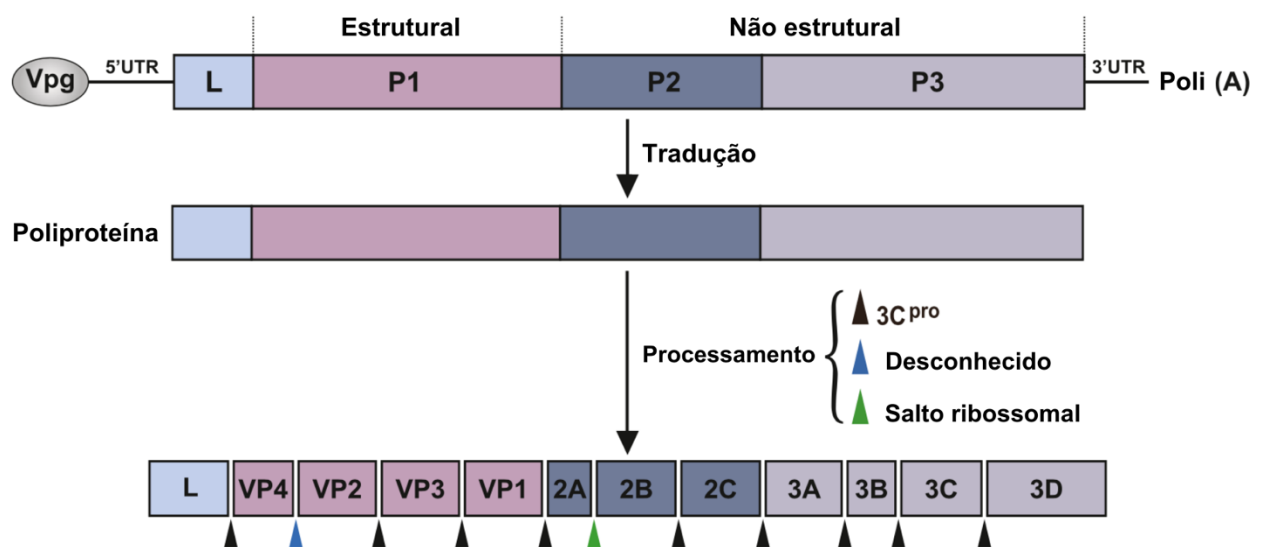 Estrutural Não estrutural
Vpg 5'UTR L P1 P2 P3 3'UTR Poli (A)
Tradução
Poliproteína
3C pro
Processamento Desconhecido
Salto ribossomal
L VP4 VP2 VP3 VP1 2A 2B 2C 3A 3B 3C 3D